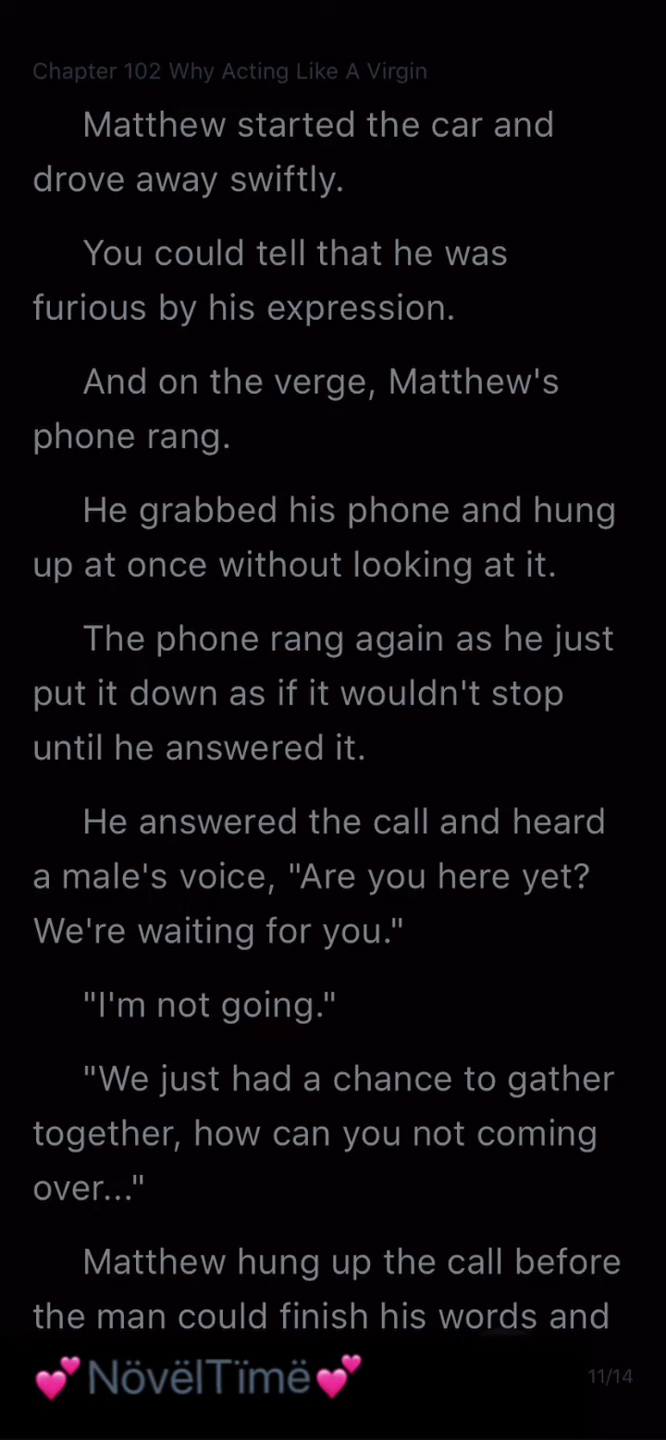 Chapter 102 Why Acting Like A Virgin
Matthew started the car and
drove away swiftly.
You could tell that he was
furious by his expression.
And on the verge, Matthew's
phone rang.
He grabbed his phone and hung
up at once without looking at it.
The phone rang again as he just
put it down as if it wouldn't stop
until he answered it.
He answered the call and heard
a male's voice, "Are you here yet?
We're waiting for you."
"I'm not going."
"We just had a chance to gather
together, how can you not coming
over..."
Matthew hung up the call before
the man could finish his words and
💕NövëlTïmë💕
11/14